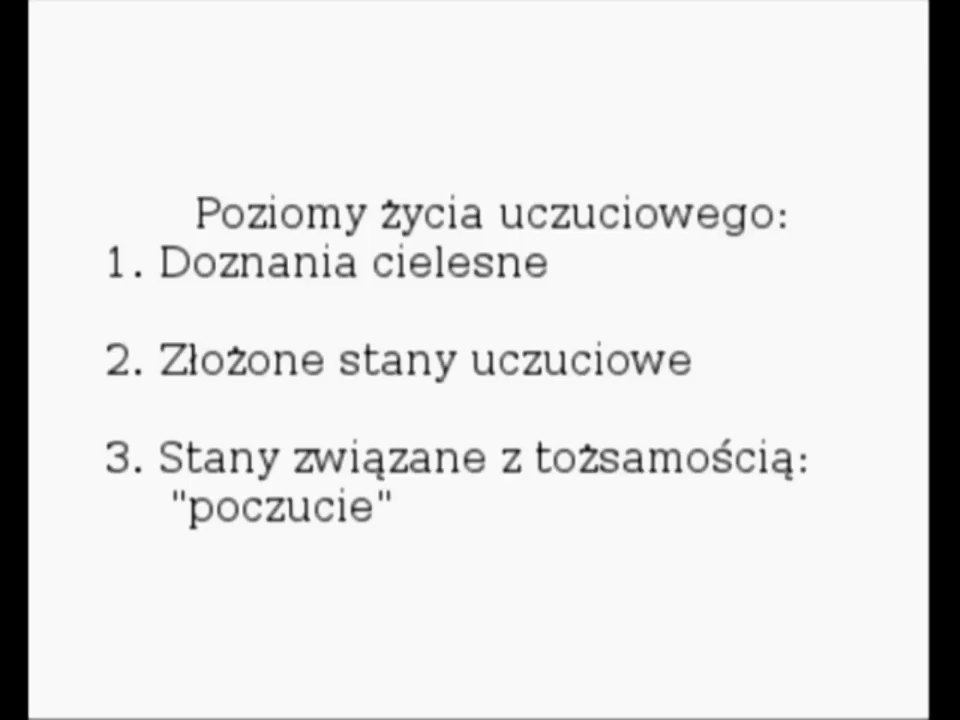 Poziomy życia uczuciowego:
1. Doznania cielesne
2. Złożone stany uczuciowe
3. Stany związane z tożsamością:
"poczucie"